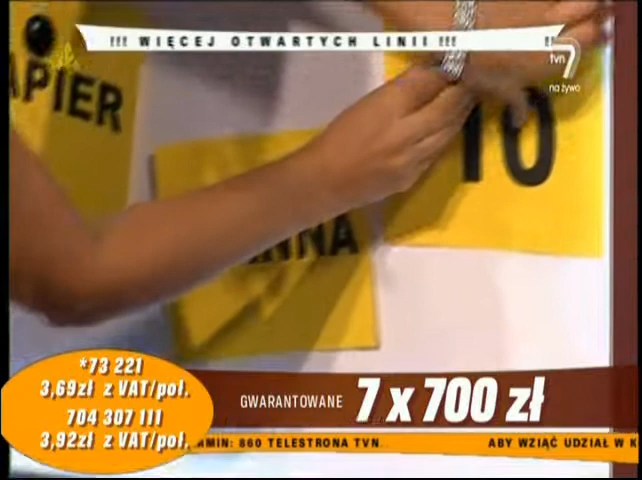 !!! WIĘCEJ OTWARTYCH LINII !!!
tvn 7
na żywo
APIER
10
NNA
*73 221
3,69zł z VAT/poł.
704 307 111
3,92zł z VAT/poł.
GWARANTOWANE 7 x 700 zł
MIN: 860 TELESTRONA TVN. ABY WZIĄĆ UDZIAŁ W K